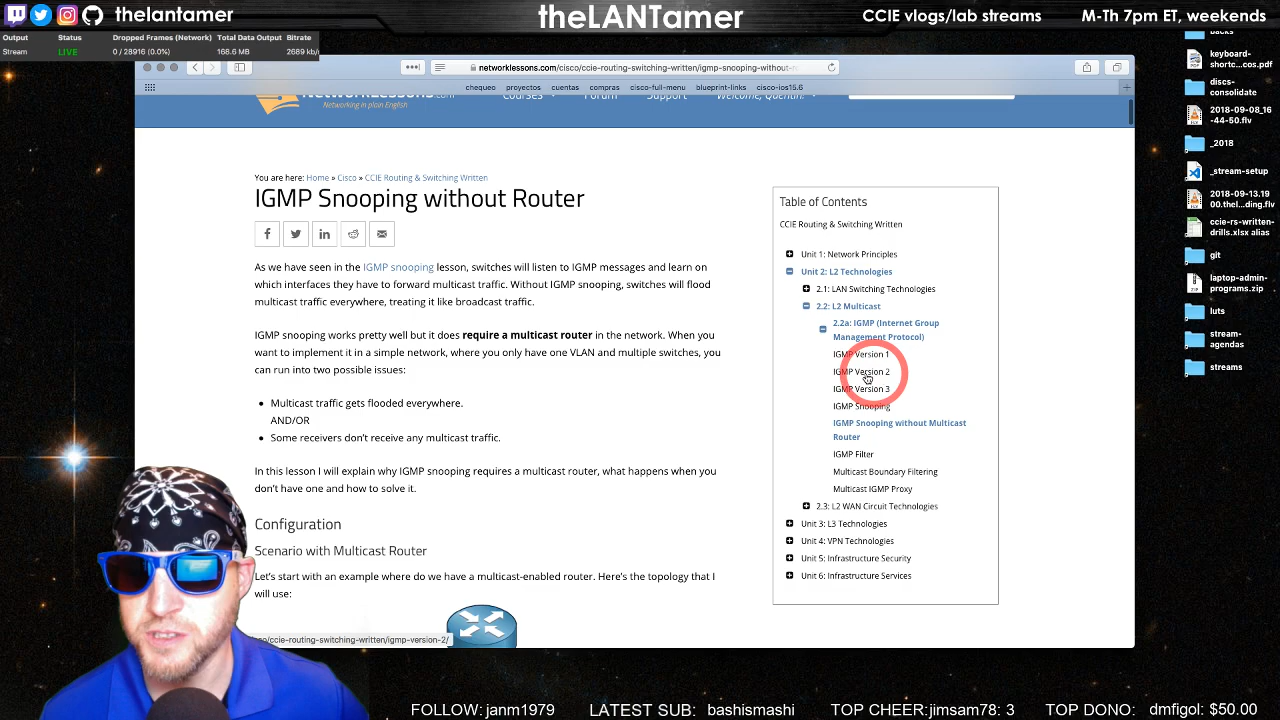 thelantamer
theLANTamer
CCIE vlogs/lab streams
M-Th 7pm ET, weekends
Output Status Dropped Frames (Network) Total Data Output Bitrate
Stream LIVE 0 / 28916 (0.0%) 168.6 MB 2689 kb/s
networklessons.com/cisco/ccie-routing-switching-written/igmp-snooping-without-r
chequeo proyectos cuentas compras cisco-full-menu blueprint-links cisco-ios15.6
Courses Forum Support Welcome, Quentin!
Networking in plain English
You are here: Home » Cisco » CCIE Routing & Switching Written
IGMP Snooping without Router
As we have seen in the IGMP snooping lesson, switches will listen to IGMP messages and learn on
which interfaces they have to forward multicast traffic. Without IGMP snooping, switches will flood
multicast traffic everywhere, treating it like broadcast traffic.
IGMP snooping works pretty well but it does require a multicast router in the network. When you
want to implement it in a simple network, where you only have one VLAN and multiple switches, you
can run into two possible issues:
• Multicast traffic gets flooded everywhere.
AND/OR
• Some receivers don't receive any multicast traffic.
In this lesson I will explain why IGMP snooping requires a multicast router, what happens when you
don't have one and how to solve it.
Configuration
Scenario with Multicast Router
Let's start with an example where do we have a multicast-enabled router. Here's the topology that I
will use:
/ccie-routing-switching-written/igmp-version-2/
Table of Contents
CCIE Routing & Switching Written
Unit 1: Network Principles
Unit 2: L2 Technologies
2.1: LAN Switching Technologies
2.2: L2 Multicast
2.2a: IGMP (Internet Group
Management Protocol)
IGMP Version 1
IGMP Version 2
IGMP Version 3
IGMP Snooping
IGMP Snooping without Multicast
Router
IGMP Filter
Multicast Boundary Filtering
Multicast IGMP Proxy
2.3: L2 WAN Circuit Technologies
Unit 3: L3 Technologies
Unit 4: VPN Technologies
Unit 5: Infrastructure Security
Unit 6: Infrastructure Services
keyboard-
shortc...cos.pdf
discs-
consolidate
2018-09-08_16
-44-50.flv
_2018
_stream-setup
2018-09-13.19
00.thel...ding.flv
ccie-rs-written-
drills.xlsx alias
git
laptop-admin-
programs.zip
luts
stream-
agendas
streams
FOLLOW: janm1979
LATEST SUB: bashismashi
TOP CHEER: jimsam78: 3
TOP DONO: dmfigol: $50.00